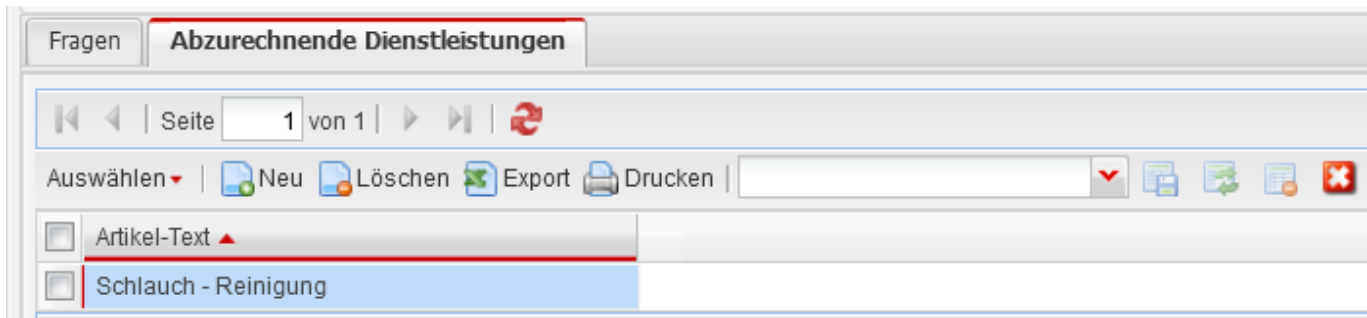 Fragen Abzurechnende Dienstleistungen
Seite 1 von 1
Auswählen Neu Löschen Export Drucken
Artikel-Text
Schlauch - Reinigung